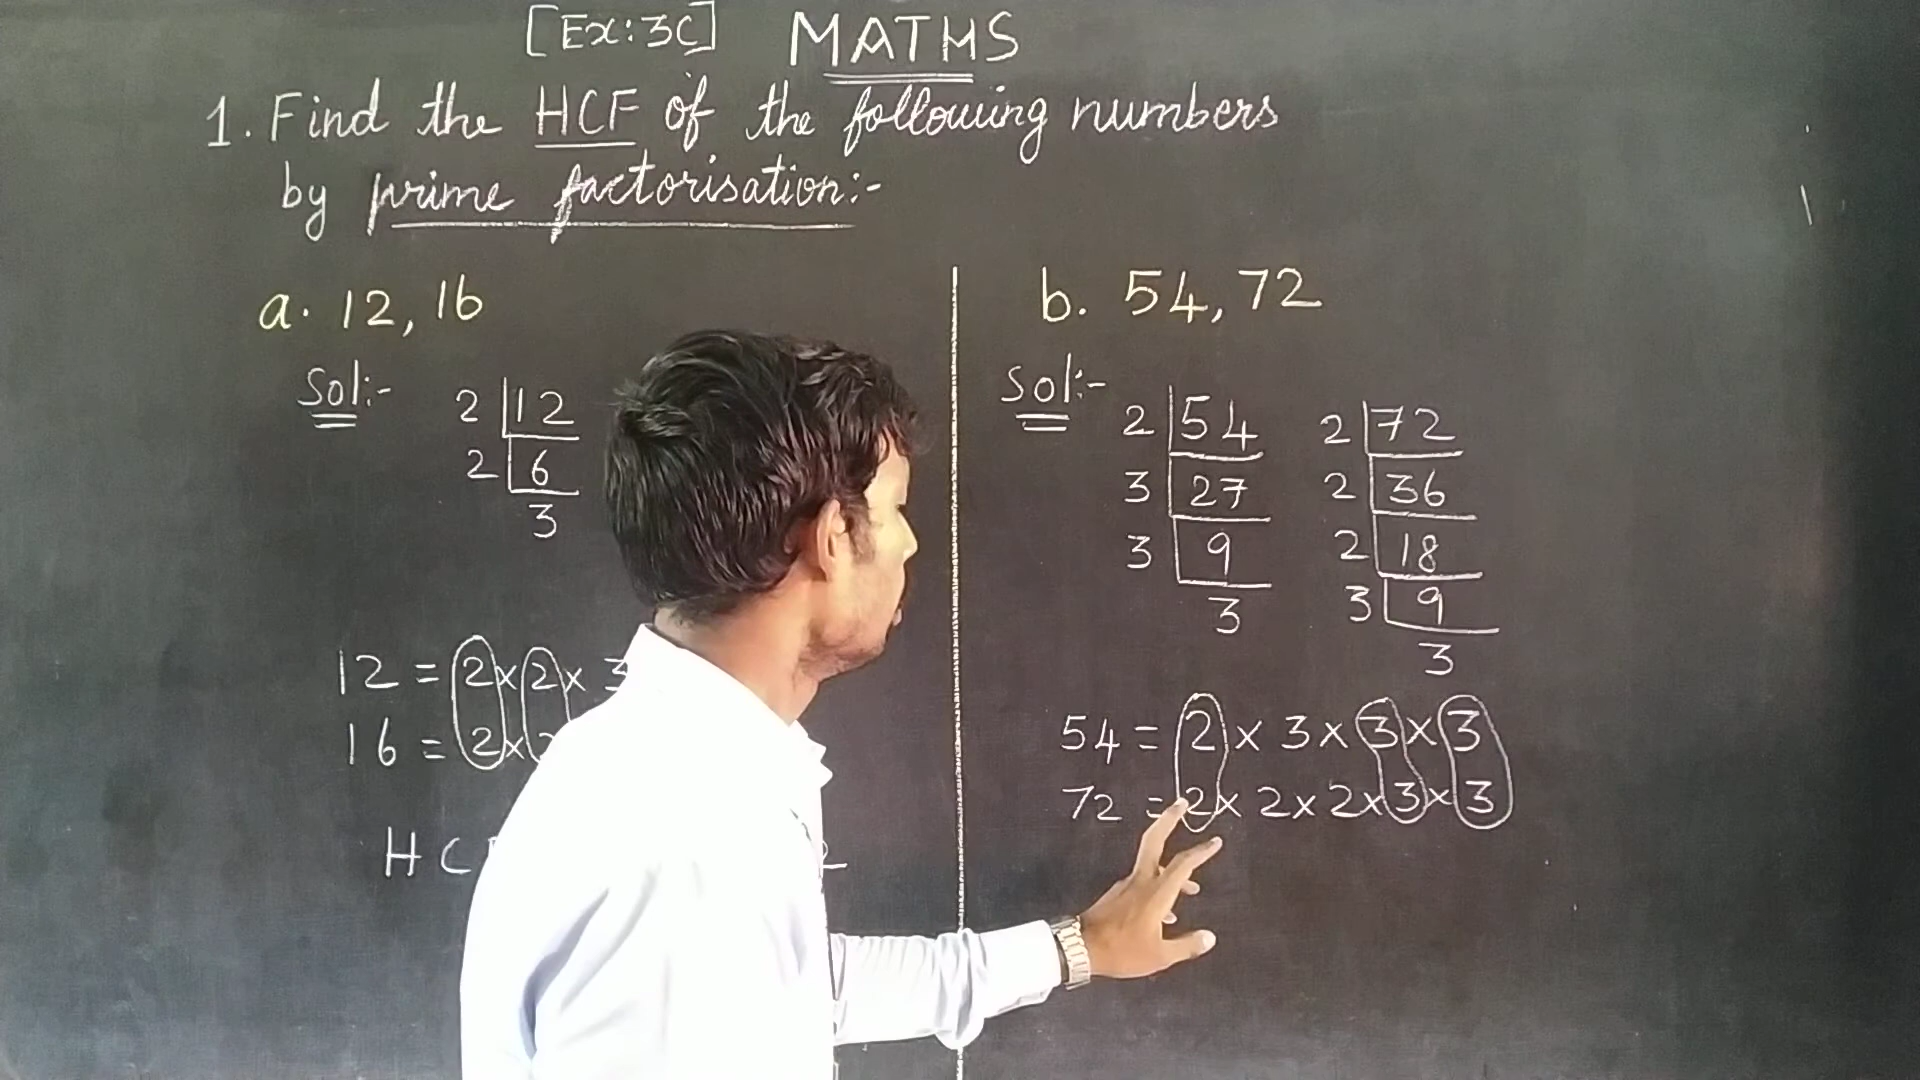 [Ex:3C] MATHS
1. Find the HCF of the following numbers
by prime factorisation:-
a. 12, 16
Sol:-
2 12
2 6
3
12 = 2 x 2 x 3
16 = 2 x
HC
b. 54, 72
Sol:-
2 54
3 27
3 9
3
2 72
2 36
2 18
3 9
3
54 = 2 x 3 x 3 x 3
72 = 2 x 2 x 2 x 3 x 3